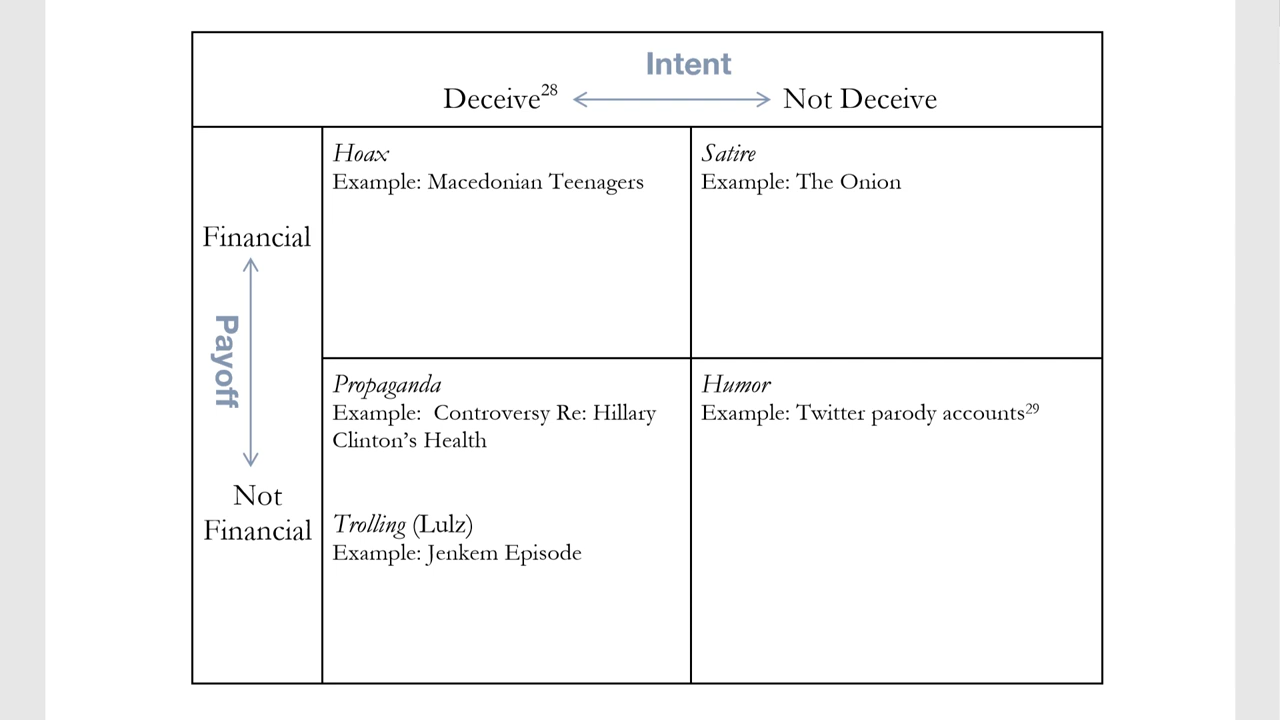 Intent
Deceive28 Not Deceive
Hoax
Example: Macedonian Teenagers
Satire
Example: The Onion
Financial
Payoff
Not
Financial
Propaganda
Example: Controversy Re: Hillary
Clinton’s Health
Trolling (Lulz)
Example: Jenkem Episode
Humor
Example: Twitter parody accounts29